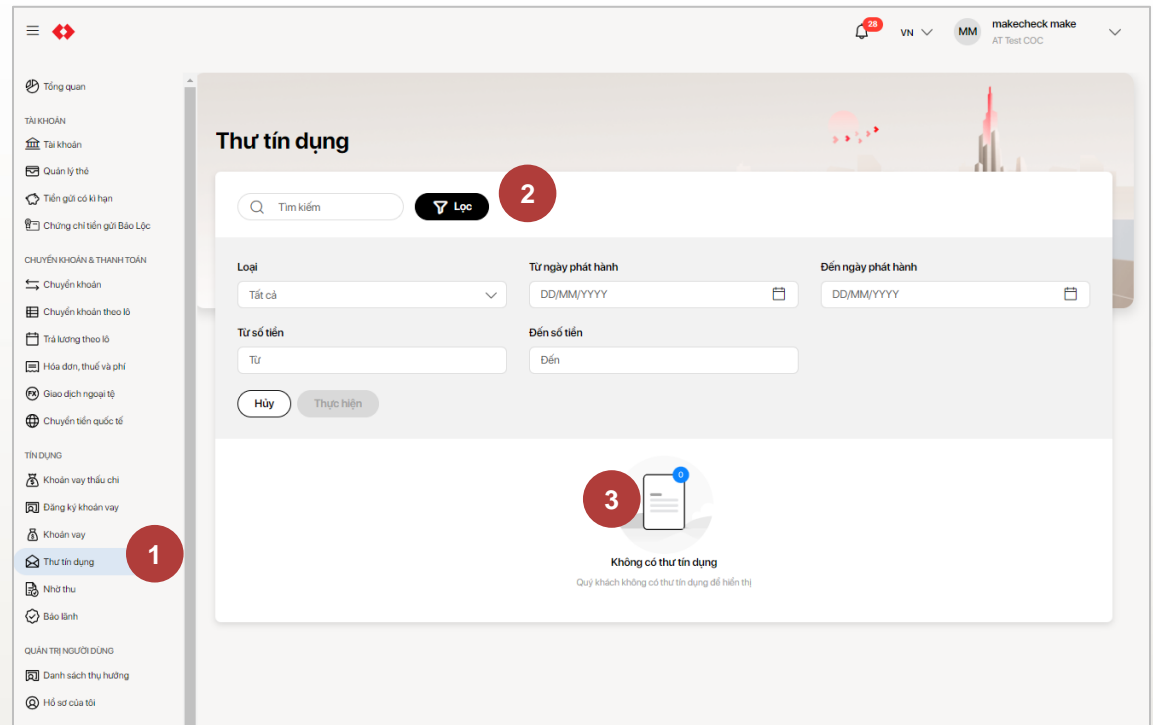 28
VN
MM
makecheck make
AT Test COC
Tổng quan
TÀI KHOẢN
Tài khoản
Quản lý thẻ
Tiền gửi có kì hạn
Chứng chỉ tiền gửi Bảo Lộc
CHUYỂN KHOẢN & THANH TOÁN
Chuyển khoản
Chuyển khoản theo lô
Trả lương theo lô
Hóa đơn, thuế và phí
FX
Giao dịch ngoại tệ
Chuyển tiền quốc tế
TÍN DỤNG
Khoản vay thấu chi
Đăng ký khoản vay
Khoản vay
Thư tín dụng
1
Nhờ thu
Bảo lãnh
QUẢN TRỊ NGƯỜI DÙNG
Danh sách thụ hưởng
Hồ sơ của tôi
Thư tín dụng
Tìm kiếm
Lọc
2
Loại
Từ ngày phát hành
Đến ngày phát hành
Tất cả
DD/MM/YYYY
DD/MM/YYYY
Từ số tiền
Đến số tiền
Từ
Đến
Hủy
Thực hiện
3
0
Không có thư tín dụng
Quý khách không có thư tín dụng để hiển thị